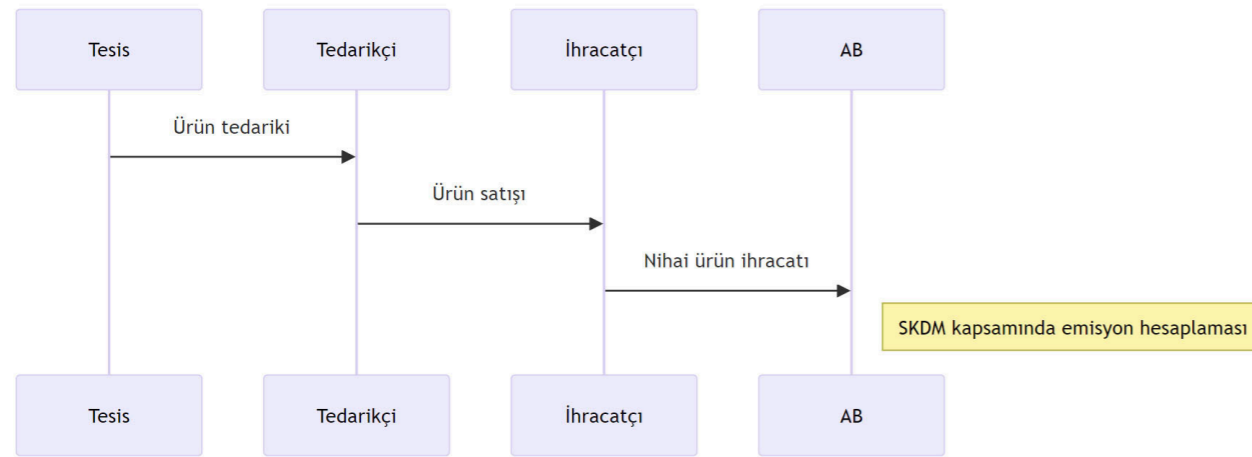 Tesis
Tedarikçi
İhracatçı
AB
Ürün tedariki
Ürün satışı
Nihai ürün ihracatı
SKDM kapsamında emisyon hesaplaması
Tesis
Tedarikçi
İhracatçı
AB